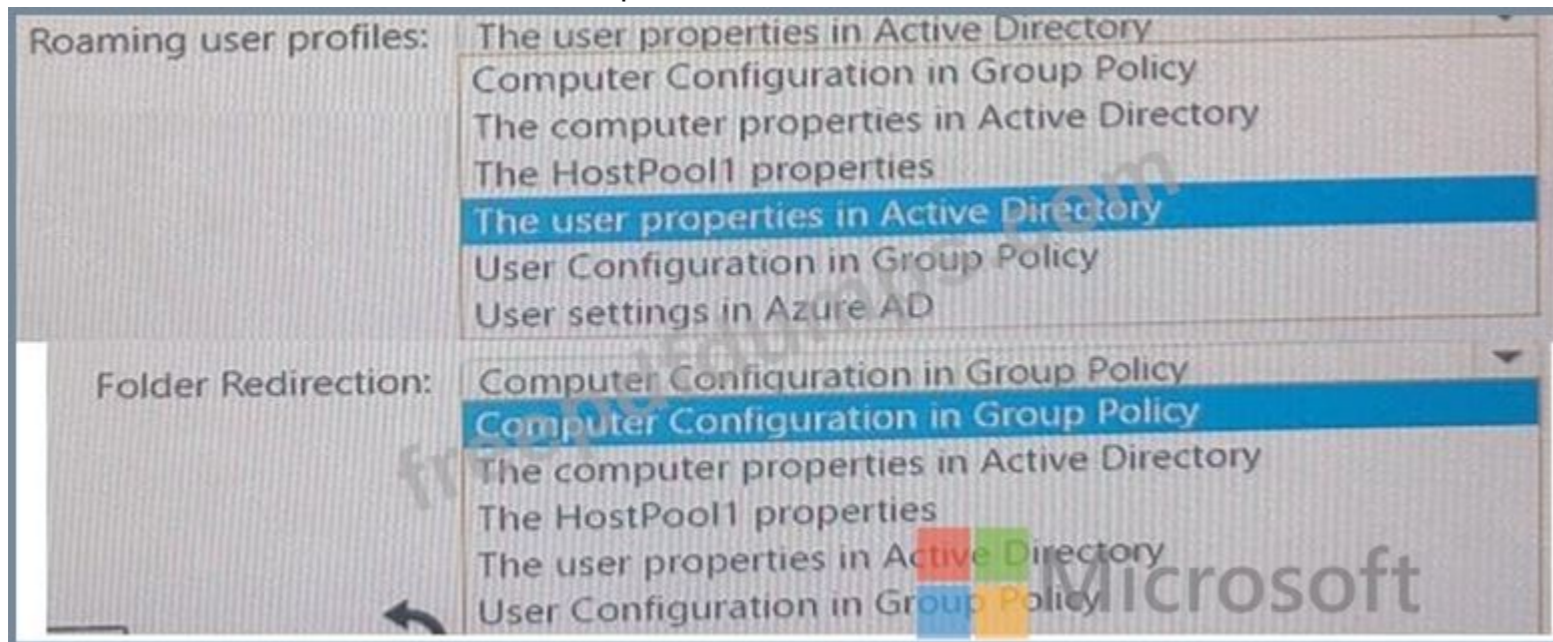 Roaming user profiles: The user properties in Active Directory
Computer Configuration in Group Policy
The computer properties in Active Directory
The HostPool1 properties
The user properties in Active Directory
User Configuration in Group Policy
User settings in Azure AD
Folder Redirection: Computer Configuration in Group Policy
Computer Configuration in Group Policy
The computer properties in Active Directory
The HostPool1 properties
The user properties in Active Directory
User Configuration in Group Policy
freepdfdumps.com
Microsoft